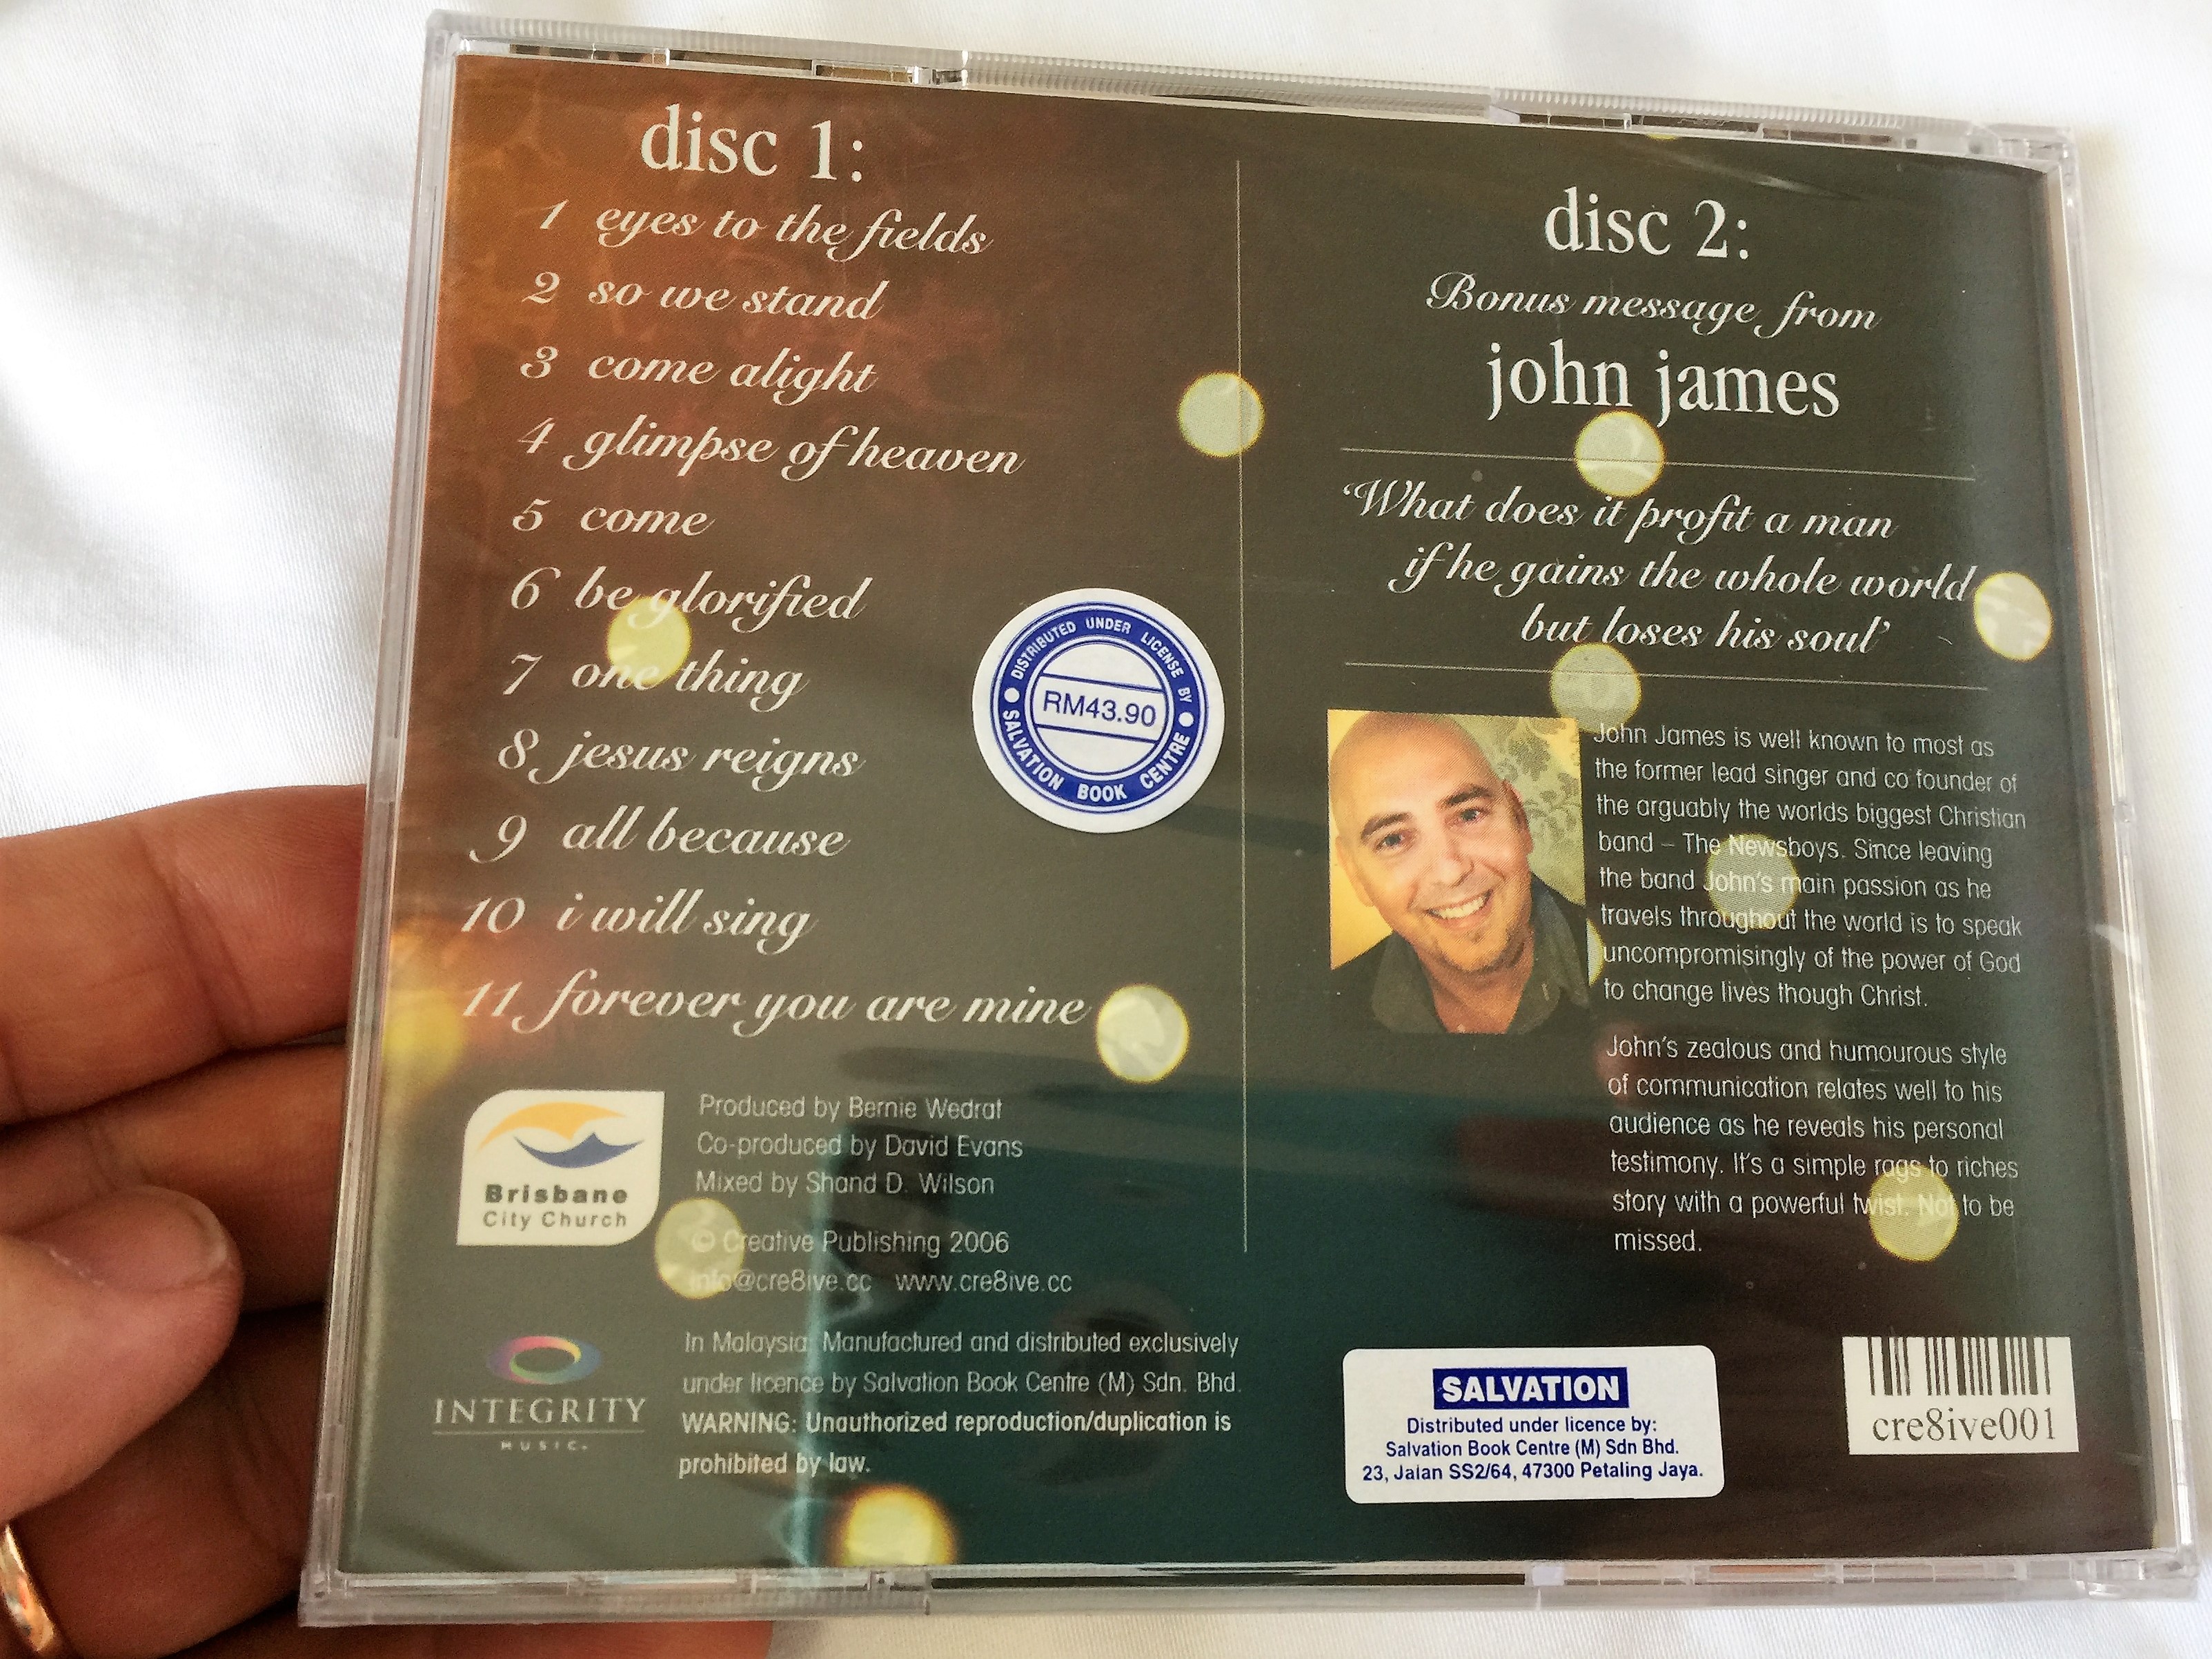 disc 1:
1 eyes to the fields
2 so we stand
3 come alight
4 glimpse of heaven
5 come
6 be glorified
7 one thing
8 jesus reigns
9 all because
10 i will sing
11 forever you are mine
DISTRIBUTED UNDER LICENSE BY
RM43.90
SALVATION BOOK CENTRE
Brisbane
City Church
Produced by Bernie Wedrat
Co-produced by David Evans
Mixed by Shand D. Wilson
© Creative Publishing 2006
info@cre8ive.cc www.cre8ive.cc
INTEGRITY
MUSIC.
In Malaysia: Manufactured and distributed exclusively
under licence by Salvation Book Centre (M) Sdn. Bhd.
WARNING: Unauthorized reproduction/duplication is
prohibited by law.
disc 2:
Bonus message from
john james
‘What does it profit a man
if he gains the whole world
but loses his soul’
John James is well known to most as
the former lead singer and co founder of
the arguably the worlds biggest Christian
band – The Newsboys. Since leaving
the band John's main passion as he
travels throughout the world is to speak
uncompromisingly of the power of God
to change lives though Christ.
John's zealous and humourous style
of communication relates well to his
audience as he reveals his personal
testimony. It's a simple rags to riches
story with a powerful twist. Not to be
missed.
SALVATION
Distributed under licence by:
Salvation Book Centre (M) Sdn Bhd.
23, Jalan SS2/64, 47300 Petaling Jaya.
cre8ive001